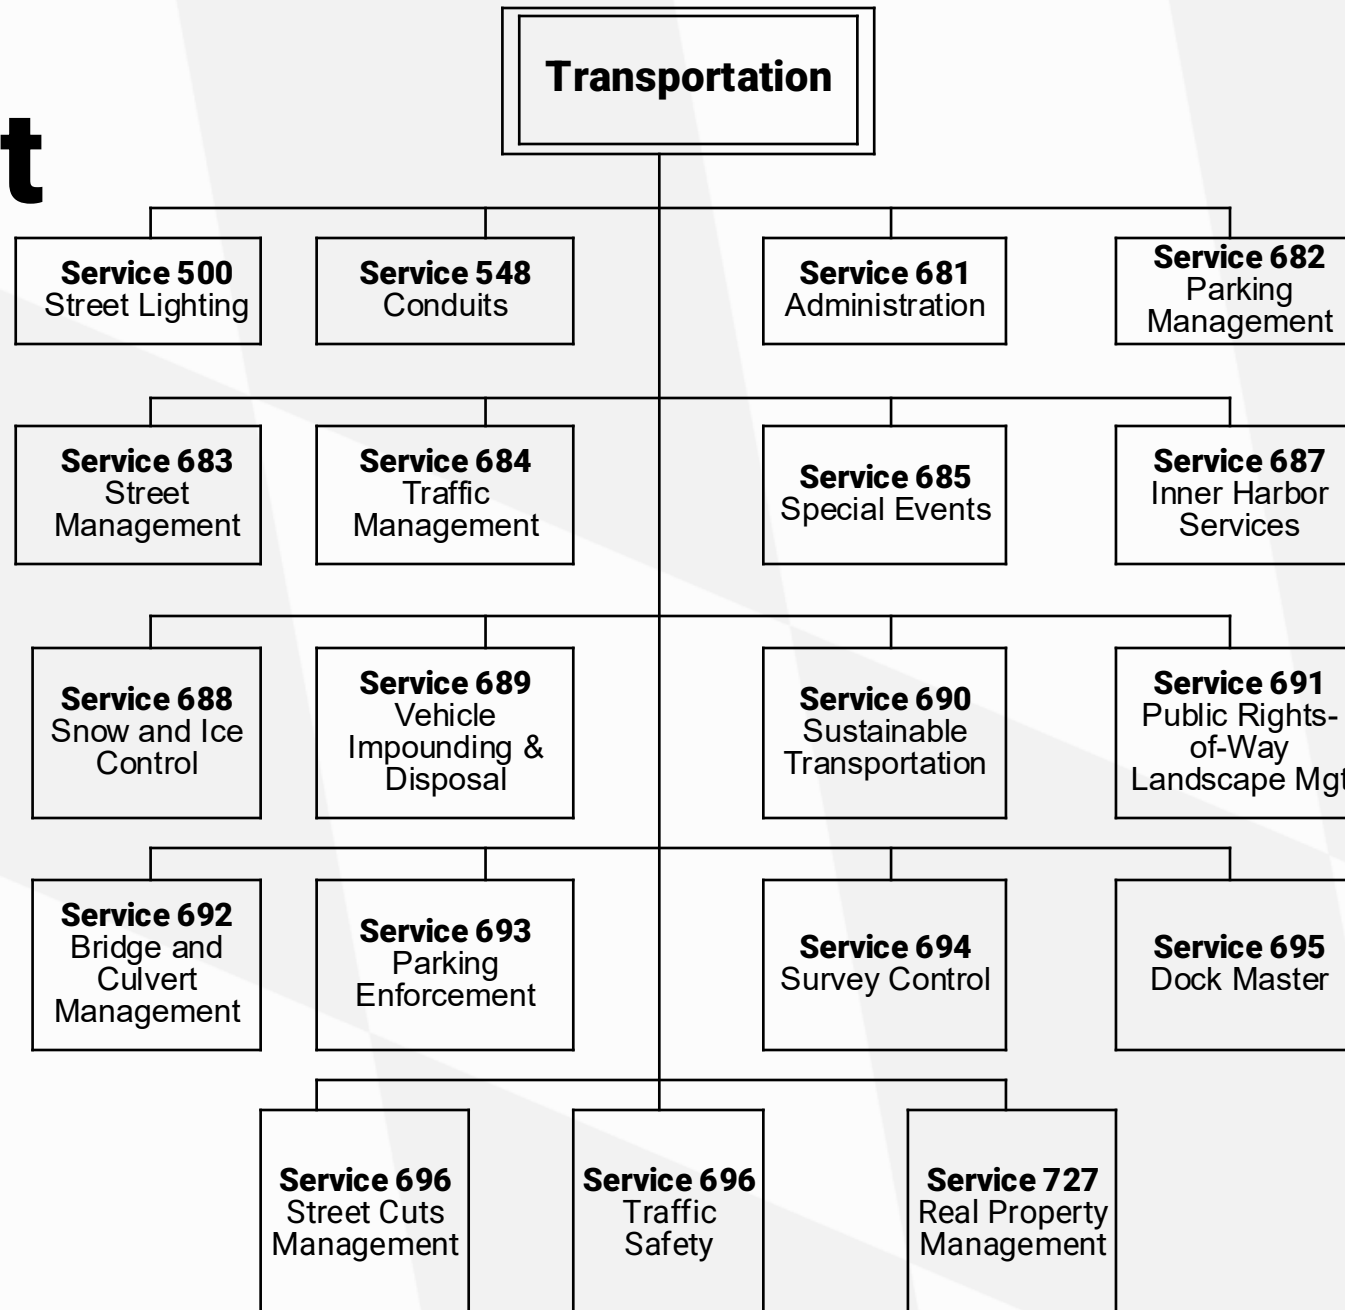 Transportation
t
Service 500
Street Lighting
Service 548
Conduits
Service 681
Administration
Service 682
Parking
Management
Service 683
Street
Management
Service 684
Traffic
Management
Service 685
Special Events
Service 687
Inner Harbor
Services
Service 688
Snow and Ice
Control
Service 689
Vehicle
Impounding &
Disposal
Service 690
Sustainable
Transportation
Service 691
Public Rights-
of-Way
Landscape Mgt
Service 692
Bridge and
Culvert
Management
Service 693
Parking
Enforcement
Service 694
Survey Control
Service 695
Dock Master
Service 696
Street Cuts
Management
Service 696
Traffic
Safety
Service 727
Real Property
Management